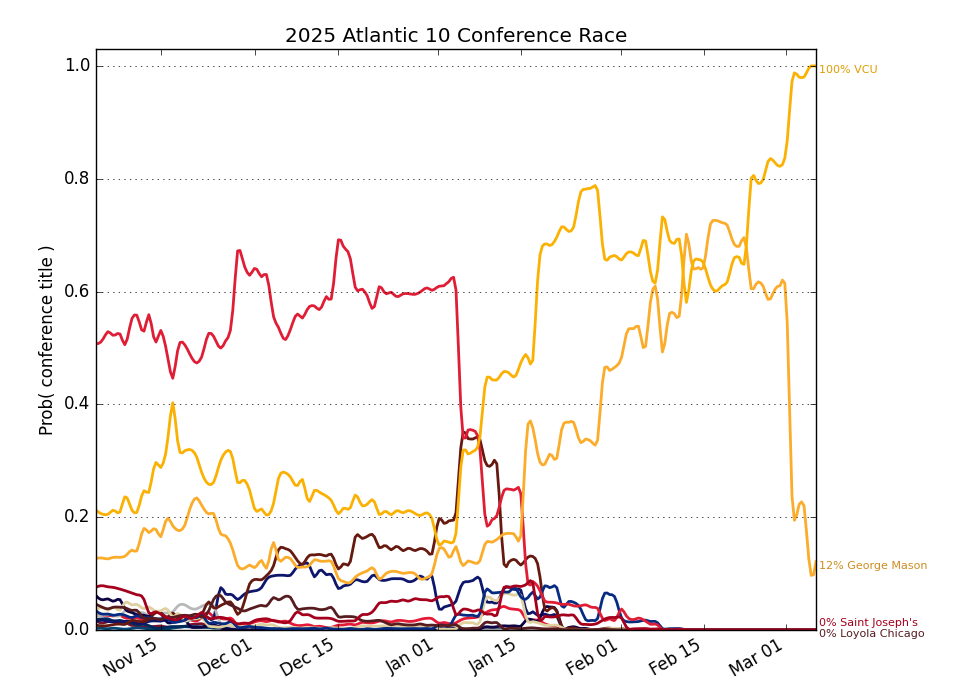 2025 Atlantic 10 Conference Race
Prob( conference title )
1.0
0.8
0.6
0.4
0.2
0.0
Nov 15
Dec 01
Dec 15
Jan 01
Jan 15
Feb 01
Feb 15
Mar 01
100% VCU
12% George Mason
0% Saint Joseph's
0% Loyola Chicago